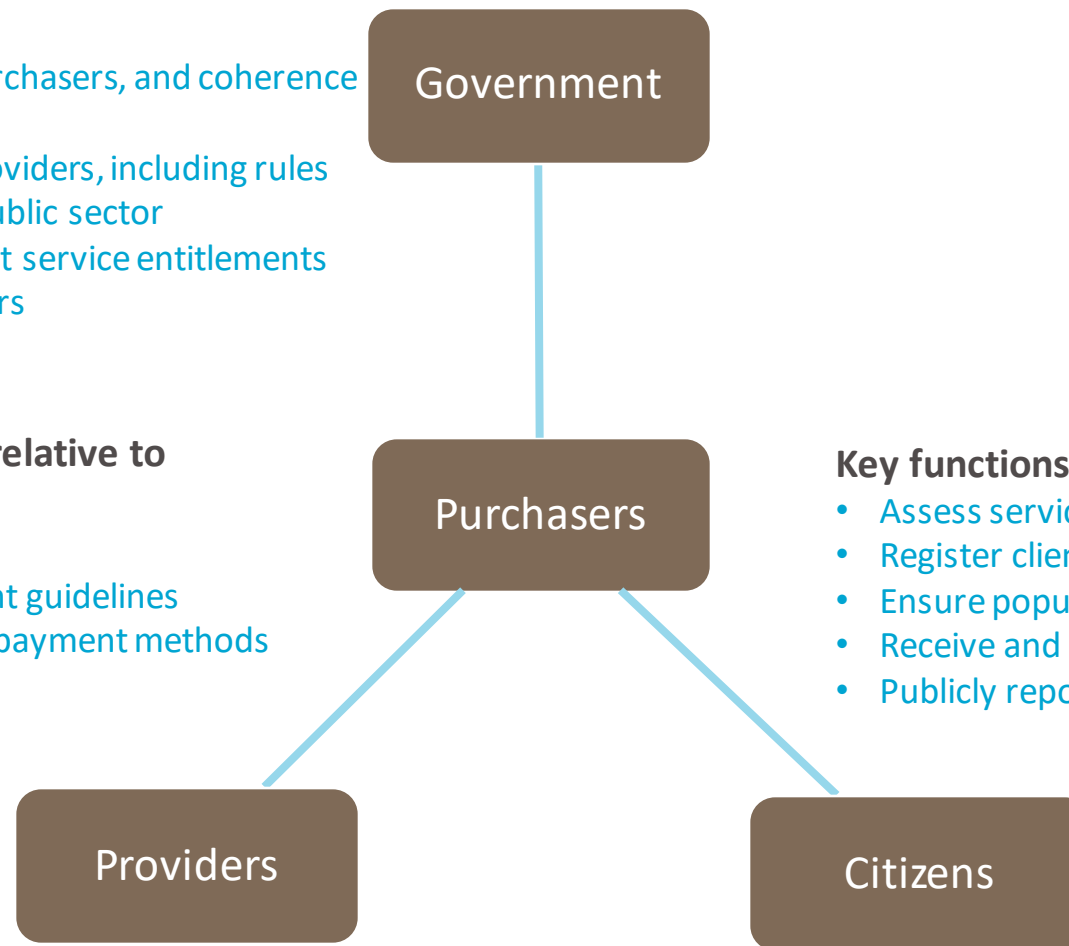 Government
rchasers, and coherence
oviders, including rules
ublic sector
t service entitlements
rs
relative to
nt guidelines
payment methods
Purchasers
Key functions
• Assess servic
• Register clien
• Ensure popu
• Receive and
• Publicly repo
Providers
Citizens